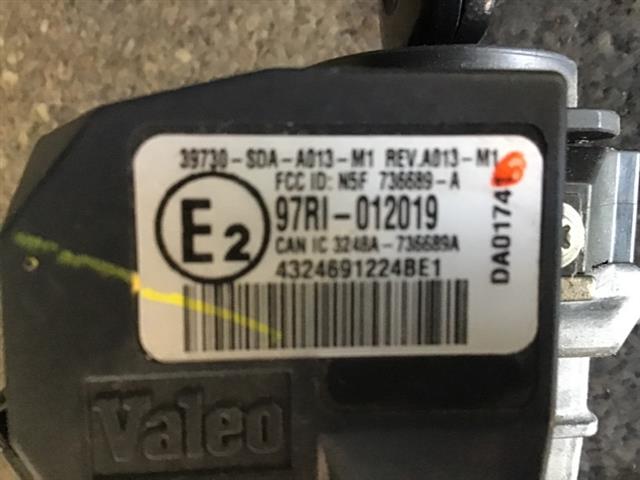 39730-SDA-A013-M1 REV.A013-M1
FCC ID: N5F 736689-A
E2
97RI-012019
CAN IC 3248A-736689A
4324691224BE1
DA01741
Valeo